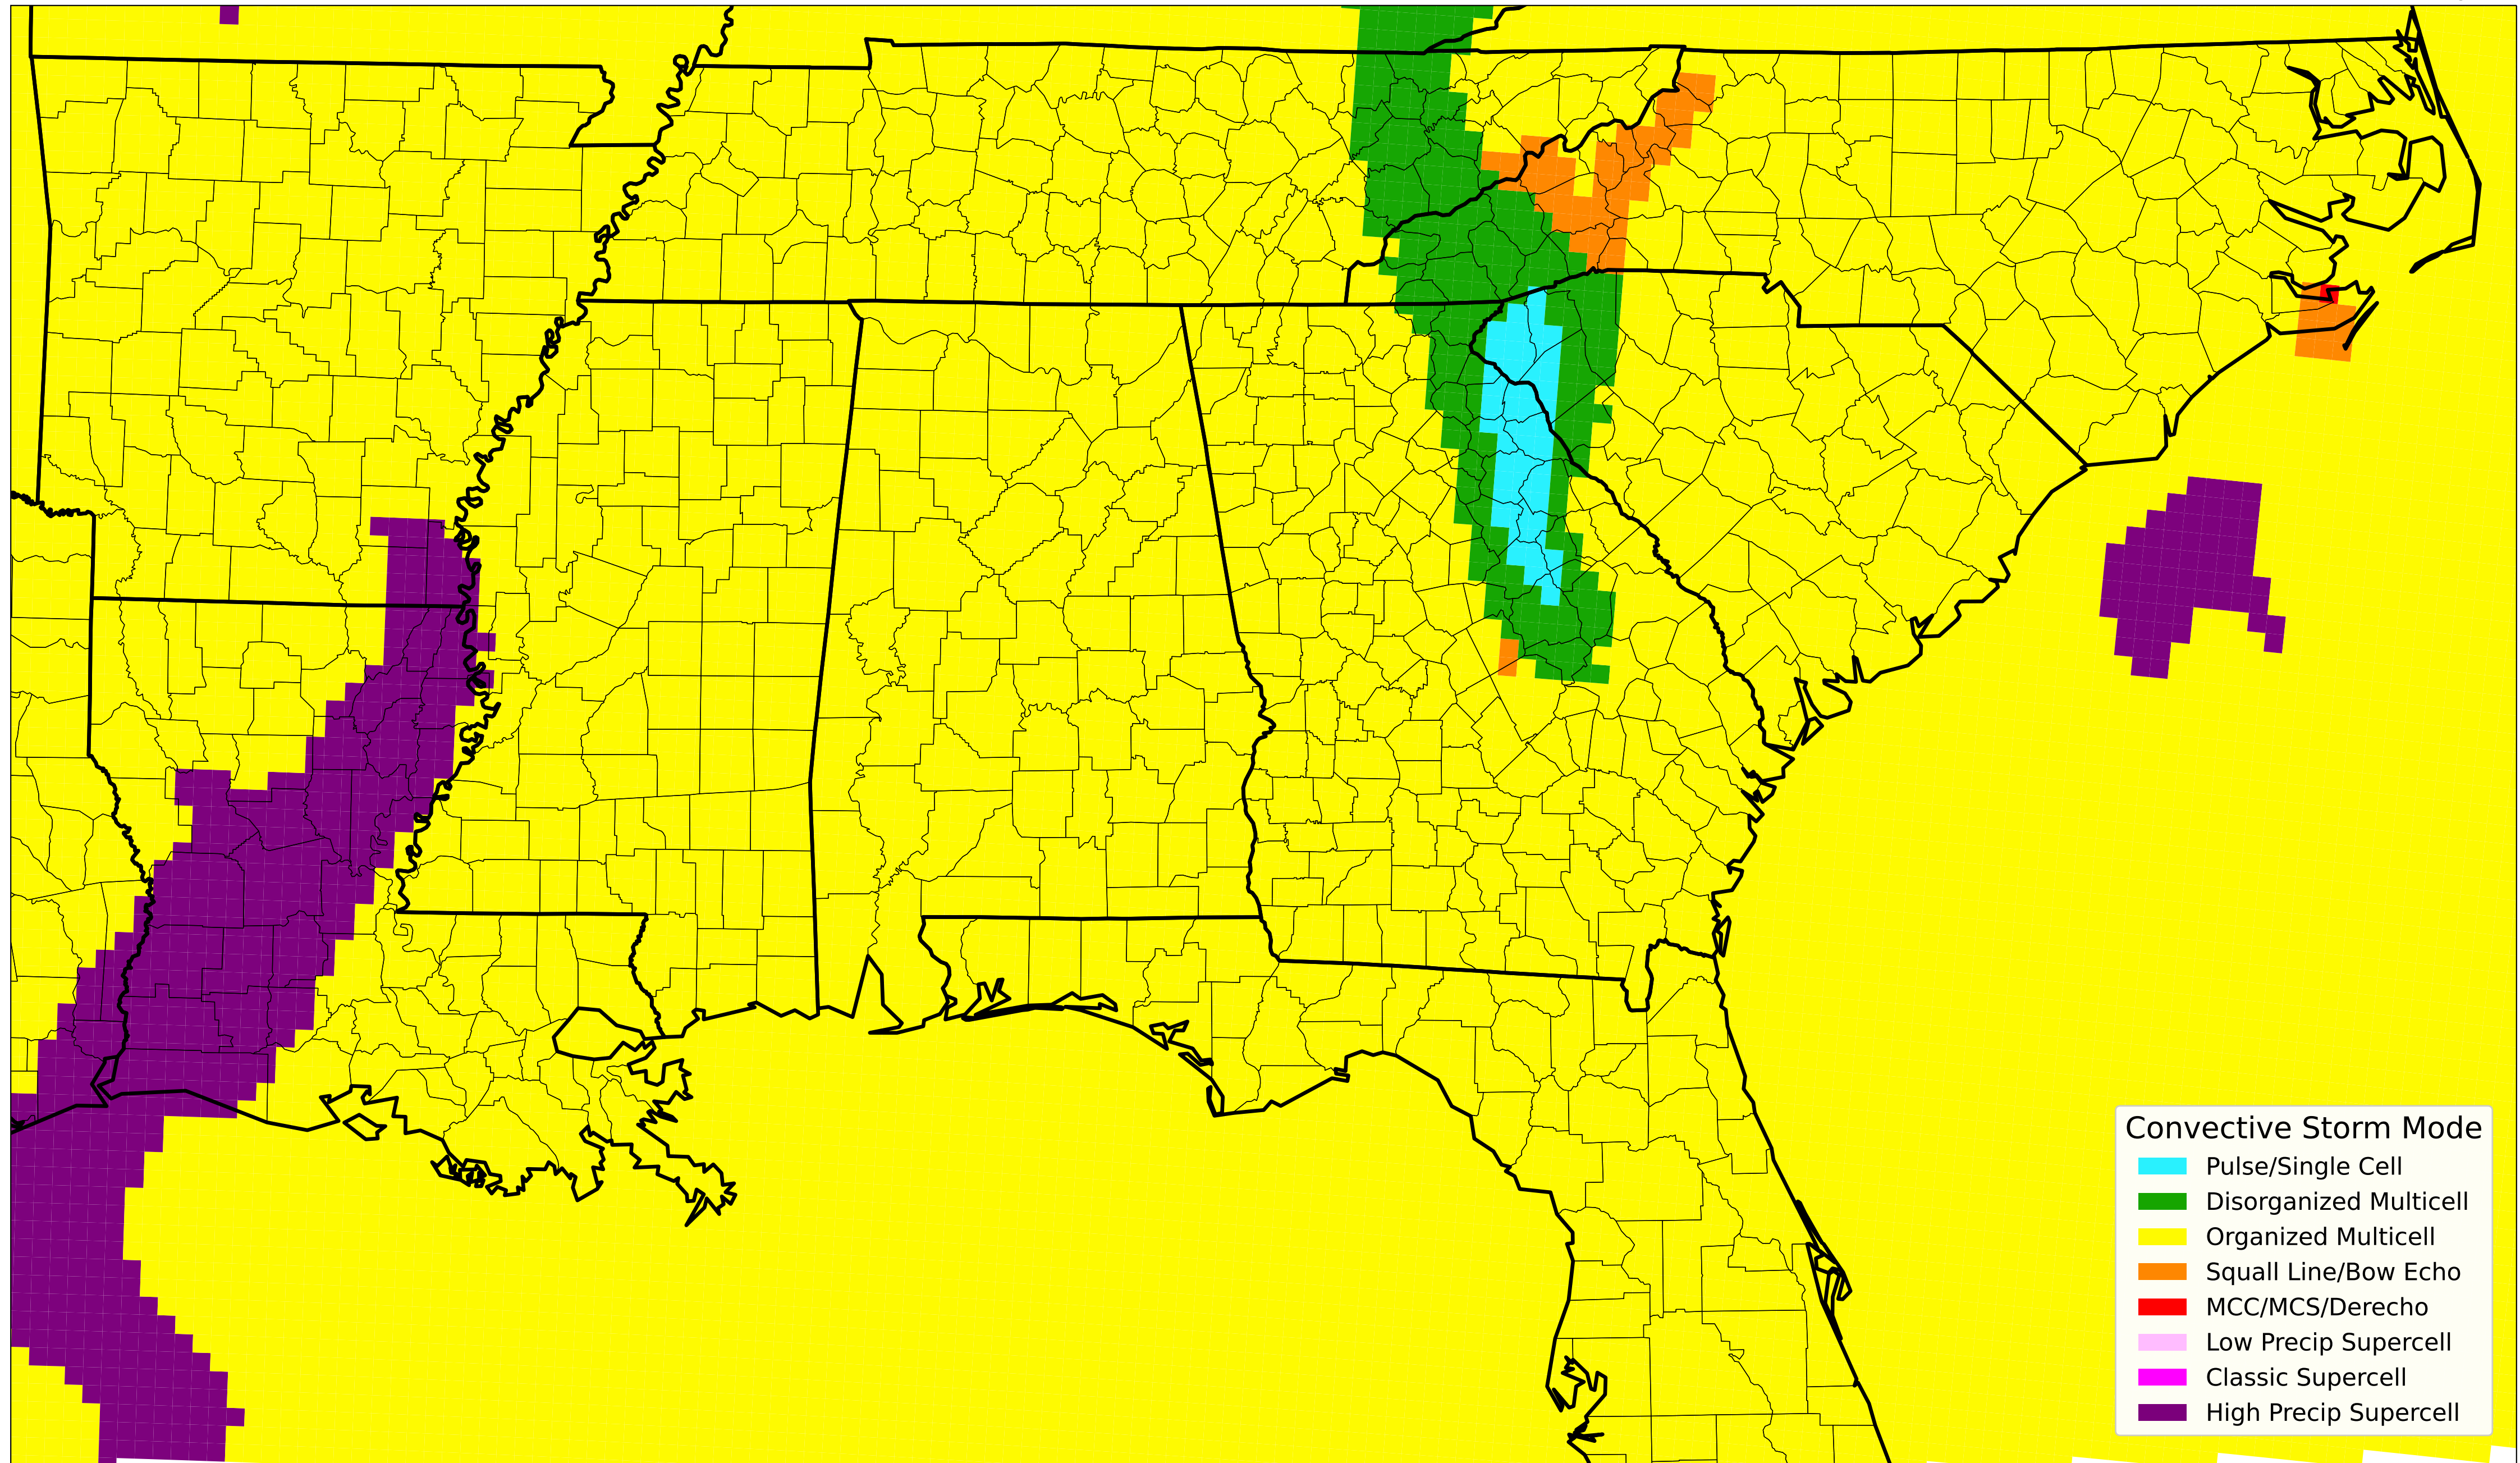 Convective Storm Mode
Pulse/Single Cell
Disorganized Multicell
Organized Multicell
Squall Line/Bow Echo
MCC/MCS/Derecho
Low Precip Supercell
Classic Supercell
High Precip Supercell